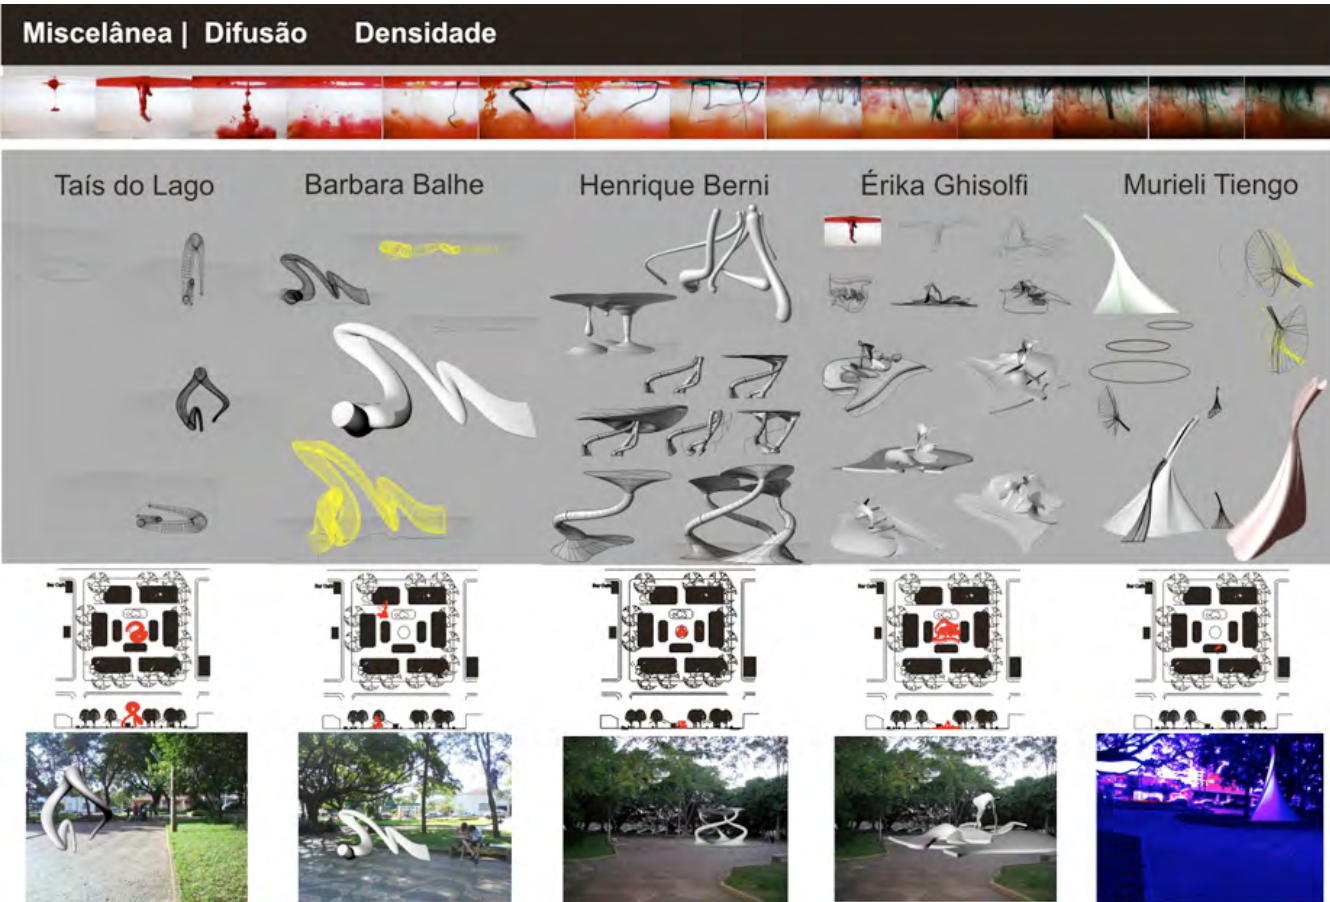 Miscelânea | Difusão Densidade
Taís do Lago
Barbara Balhe
Henrique Berni
Érika Ghisolfi
Murieli Tiengo